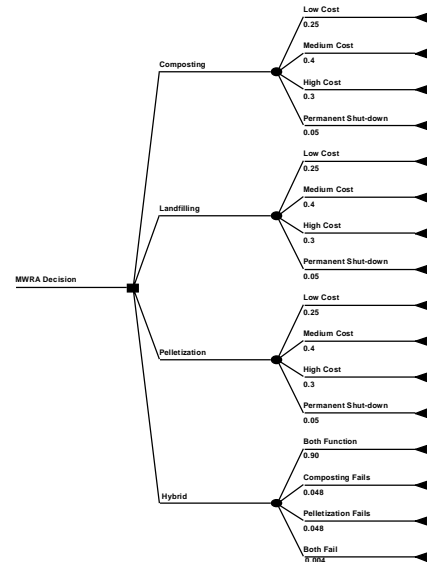 Low Cost
0.25
Medium Cost
0.4
Composting
High Cost
0.3
Permanent Shut-down
0.05
Low Cost
0.25
Medium Cost
0.4
Landfilling
High Cost
0.3
Permanent Shut-down
0.05
MWRA Decision
Low Cost
0.25
Medium Cost
0.4
Pelletization
High Cost
0.3
Permanent Shut-down
0.05
Both Function
0.90
Composting Fails
0.048
Hybrid
Pelletization Fails
0.048
Both Fail
0.004